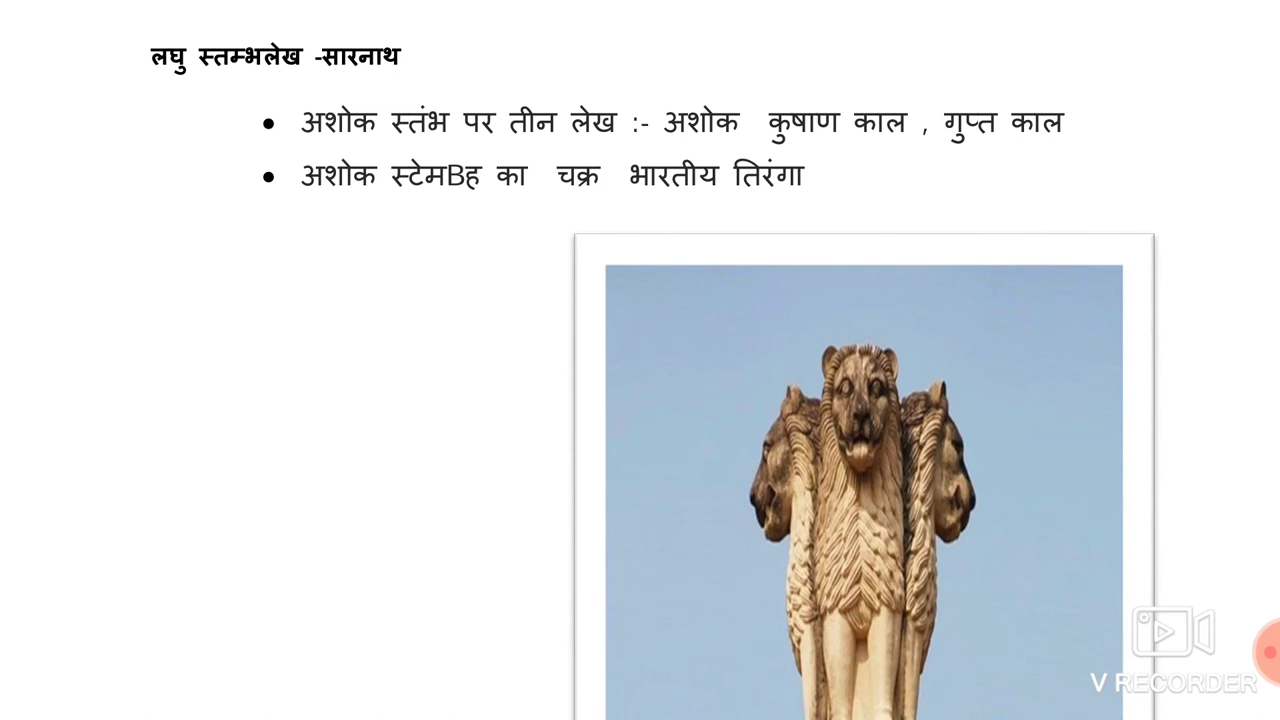 लघु स्तम्भलेख -सारनाथ
• अशोक स्तंभ पर तीन लेख :- अशोक कुषाण काल , गुप्त काल
• अशोक स्टेमBह का चक्र भारतीय तिरंगा
V RECORDER